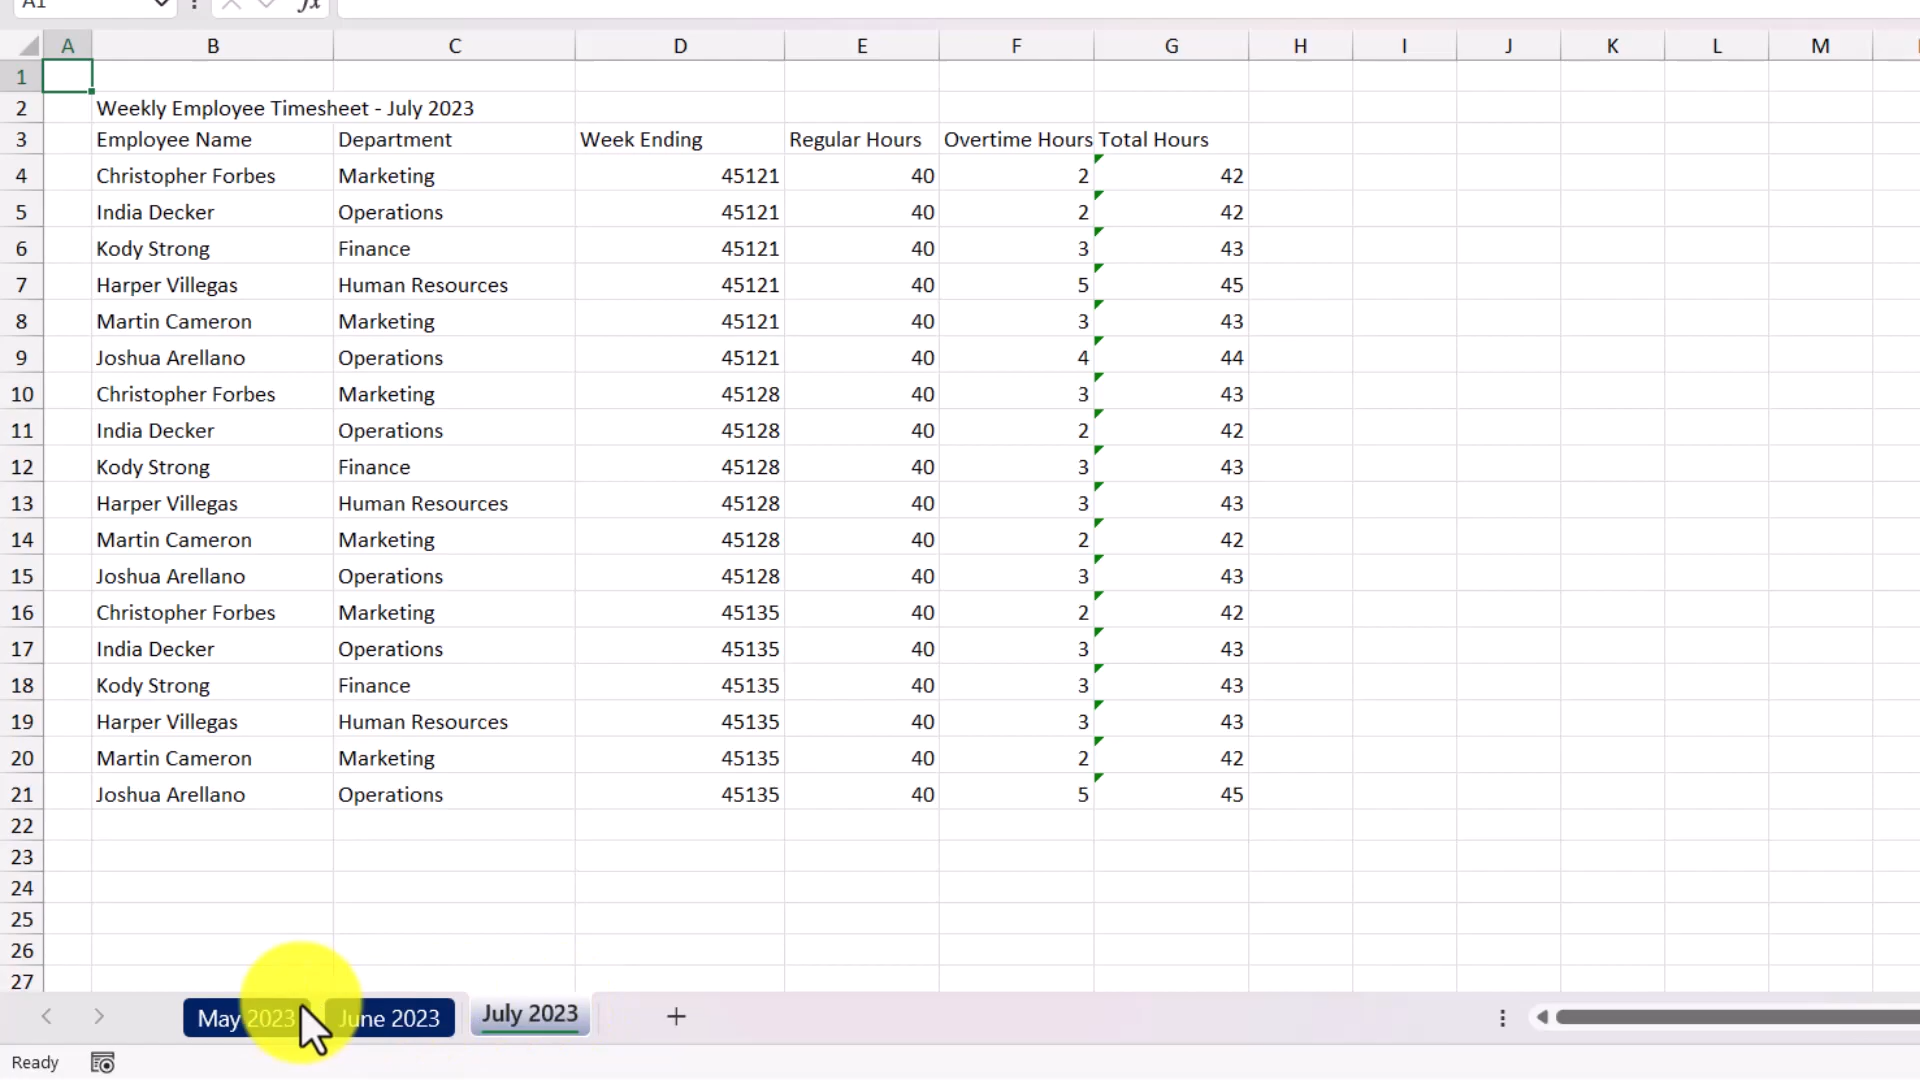 A1 fx
A B C D E F G H I J K L M
1
2 Weekly Employee Timesheet - July 2023
3 Employee Name Department Week Ending Regular Hours Overtime Hours Total Hours
4 Christopher Forbes Marketing 45121 40 2 42
5 India Decker Operations 45121 40 2 42
6 Kody Strong Finance 45121 40 3 43
7 Harper Villegas Human Resources 45121 40 5 45
8 Martin Cameron Marketing 45121 40 3 43
9 Joshua Arellano Operations 45121 40 4 44
10 Christopher Forbes Marketing 45128 40 3 43
11 India Decker Operations 45128 40 2 42
12 Kody Strong Finance 45128 40 3 43
13 Harper Villegas Human Resources 45128 40 3 43
14 Martin Cameron Marketing 45128 40 2 42
15 Joshua Arellano Operations 45128 40 3 43
16 Christopher Forbes Marketing 45135 40 2 42
17 India Decker Operations 45135 40 3 43
18 Kody Strong Finance 45135 40 3 43
19 Harper Villegas Human Resources 45135 40 3 43
20 Martin Cameron Marketing 45135 40 2 42
21 Joshua Arellano Operations 45135 40 5 45
22
23
24
25
26
27
May 2023 June 2023 July 2023
Ready